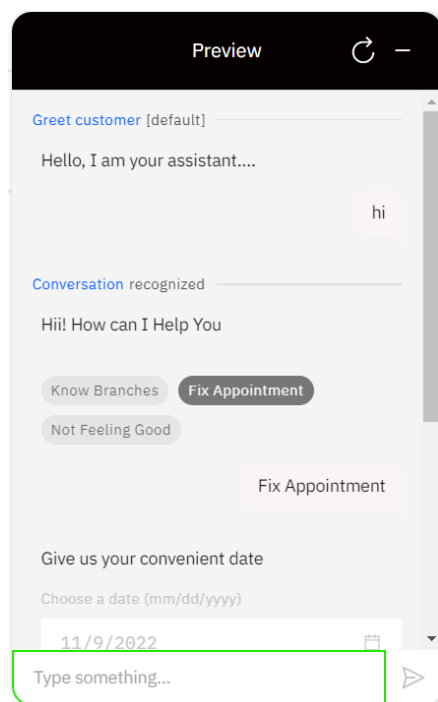 Preview
Greet customer [default]
Hello, I am your assistant....
hi
Conversation recognized
Hii! How can I Help You
Know Branches Fix Appointment
Not Feeling Good
Fix Appointment
Give us your convenient date
Choose a date (mm/dd/yyyy)
11/9/2022
Type something...